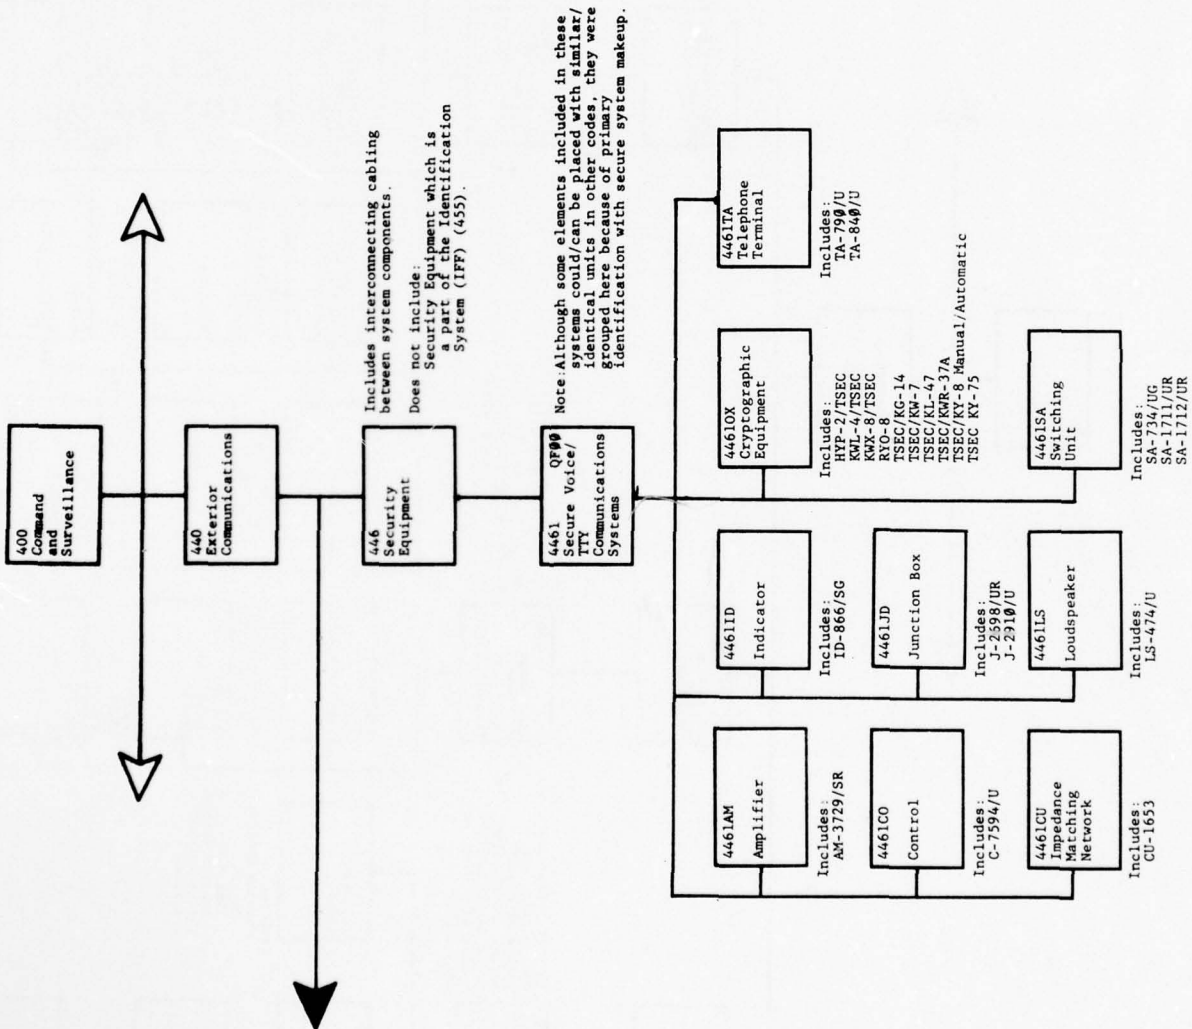 400
Command
and
Surveillance
440
Exterior
Communications
446
Security
Equipment
Includes interconnecting cabling
between system components.
Does not include:
Security Equipment which is
a part of the Identification
System (IFF) (455).
4461 QF00
Secure Voice/
TTY
Communications
Systems
Note:Although some elements included in these
systems could/can be placed with similar/
identical units in other codes, they were
grouped here because of primary
identification with secure system makeup.
4461AM
Amplifier
Includes:
AM-3729/SR
4461CO
Control
Includes:
C-7594/U
4461CU
Impedance
Matching
Network
Includes:
CU-1653
4461ID
Indicator
Includes:
ID-866/SG
4461JD
Junction Box
Includes:
J-2598/UR
J-2910/U
4461LS
Loudspeaker
Includes:
LS-474/U
4461OX
Cryptographic
Equipment
Includes:
HYP-2/TSEC
KWL-4/TSEC
KWX-8/TSEC
RYO-8
TSEC/KG-14
TSEC/KW-7
TSEC/KL-47
TSEC/KWR-37A
TSEC/KY-8 Manual/Automatic
TSEC KY-75
4461SA
Switching
Unit
Includes:
SA-734/UG
SA-1711/UR
SA-1712/UR
4461TA
Telephone
Terminal
Includes:
TA-790/U
TA-840/U